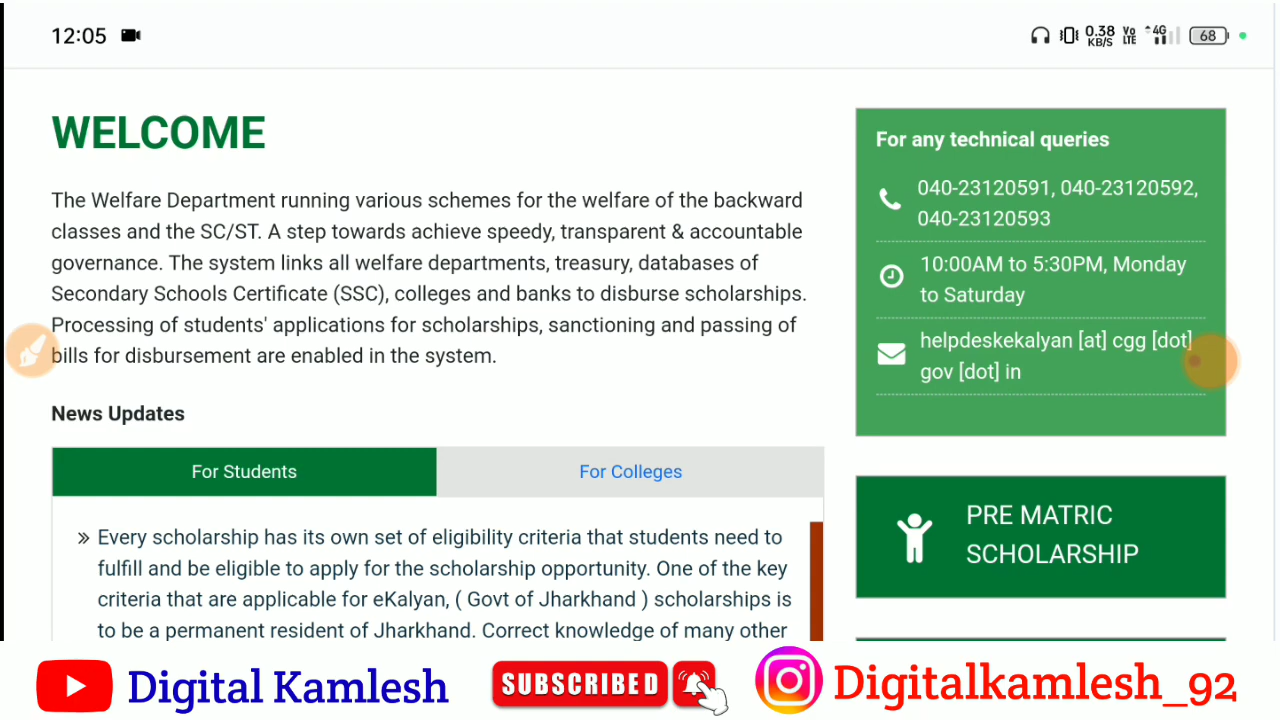 12:05
0.38 KB/S Vo LTE 4G 68
WELCOME
The Welfare Department running various schemes for the welfare of the backward
classes and the SC/ST. A step towards achieve speedy, transparent & accountable
governance. The system links all welfare departments, treasury, databases of
Secondary Schools Certificate (SSC), colleges and banks to disburse scholarships.
Processing of students' applications for scholarships, sanctioning and passing of
bills for disbursement are enabled in the system.
News Updates
For Students
For Colleges
» Every scholarship has its own set of eligibility criteria that students need to
fulfill and be eligible to apply for the scholarship opportunity. One of the key
criteria that are applicable for eKalyan, ( Govt of Jharkhand ) scholarships is
to be a permanent resident of Jharkhand. Correct knowledge of many other
For any technical queries
040-23120591, 040-23120592,
040-23120593
10:00AM to 5:30PM, Monday
to Saturday
helpdeskekalyan [at] cgg [dot]
gov [dot] in
PRE MATRIC
SCHOLARSHIP
Digital Kamlesh
SUBSCRIBED
Digitalkamlesh_92